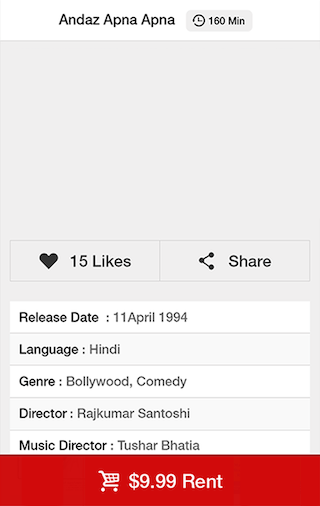 Andaz Apna Apna 160 Min
15 Likes Share
Release Date : 11April 1994
Language : Hindi
Genre : Bollywood, Comedy
Director : Rajkumar Santoshi
Music Director : Tushar Bhatia
$9.99 Rent